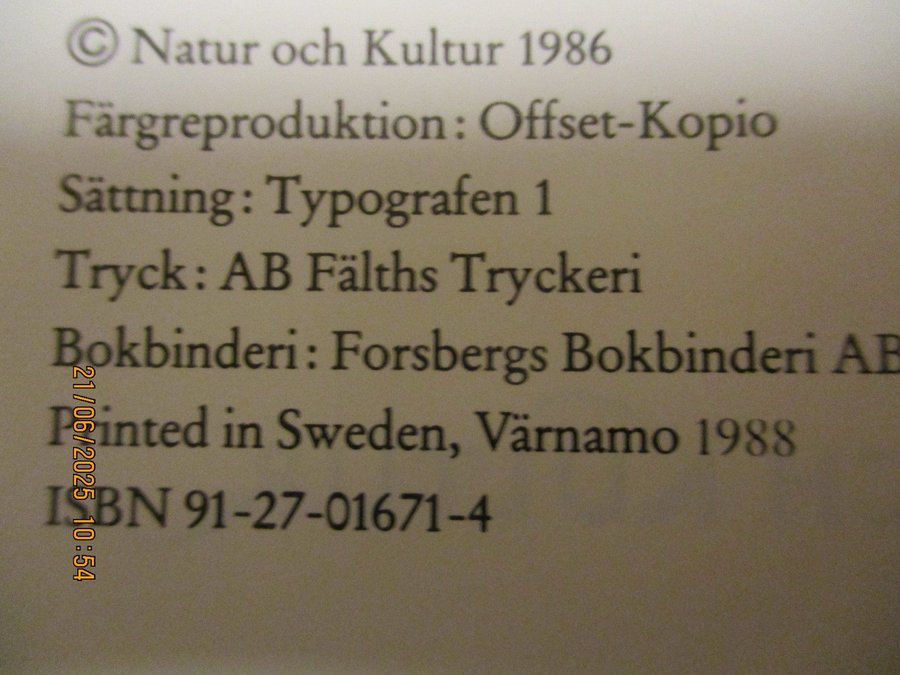 © Natur och Kultur 1986
Färgreproduktion: Offset-Kopio
Sättning: Typografen 1
Tryck: AB Fälths Tryckeri
Bokbinderi: Forsbergs Bokbinderi AB
Printed in Sweden, Värnamo 1988
ISBN 91-27-01671-4
21/06/2025 10:54